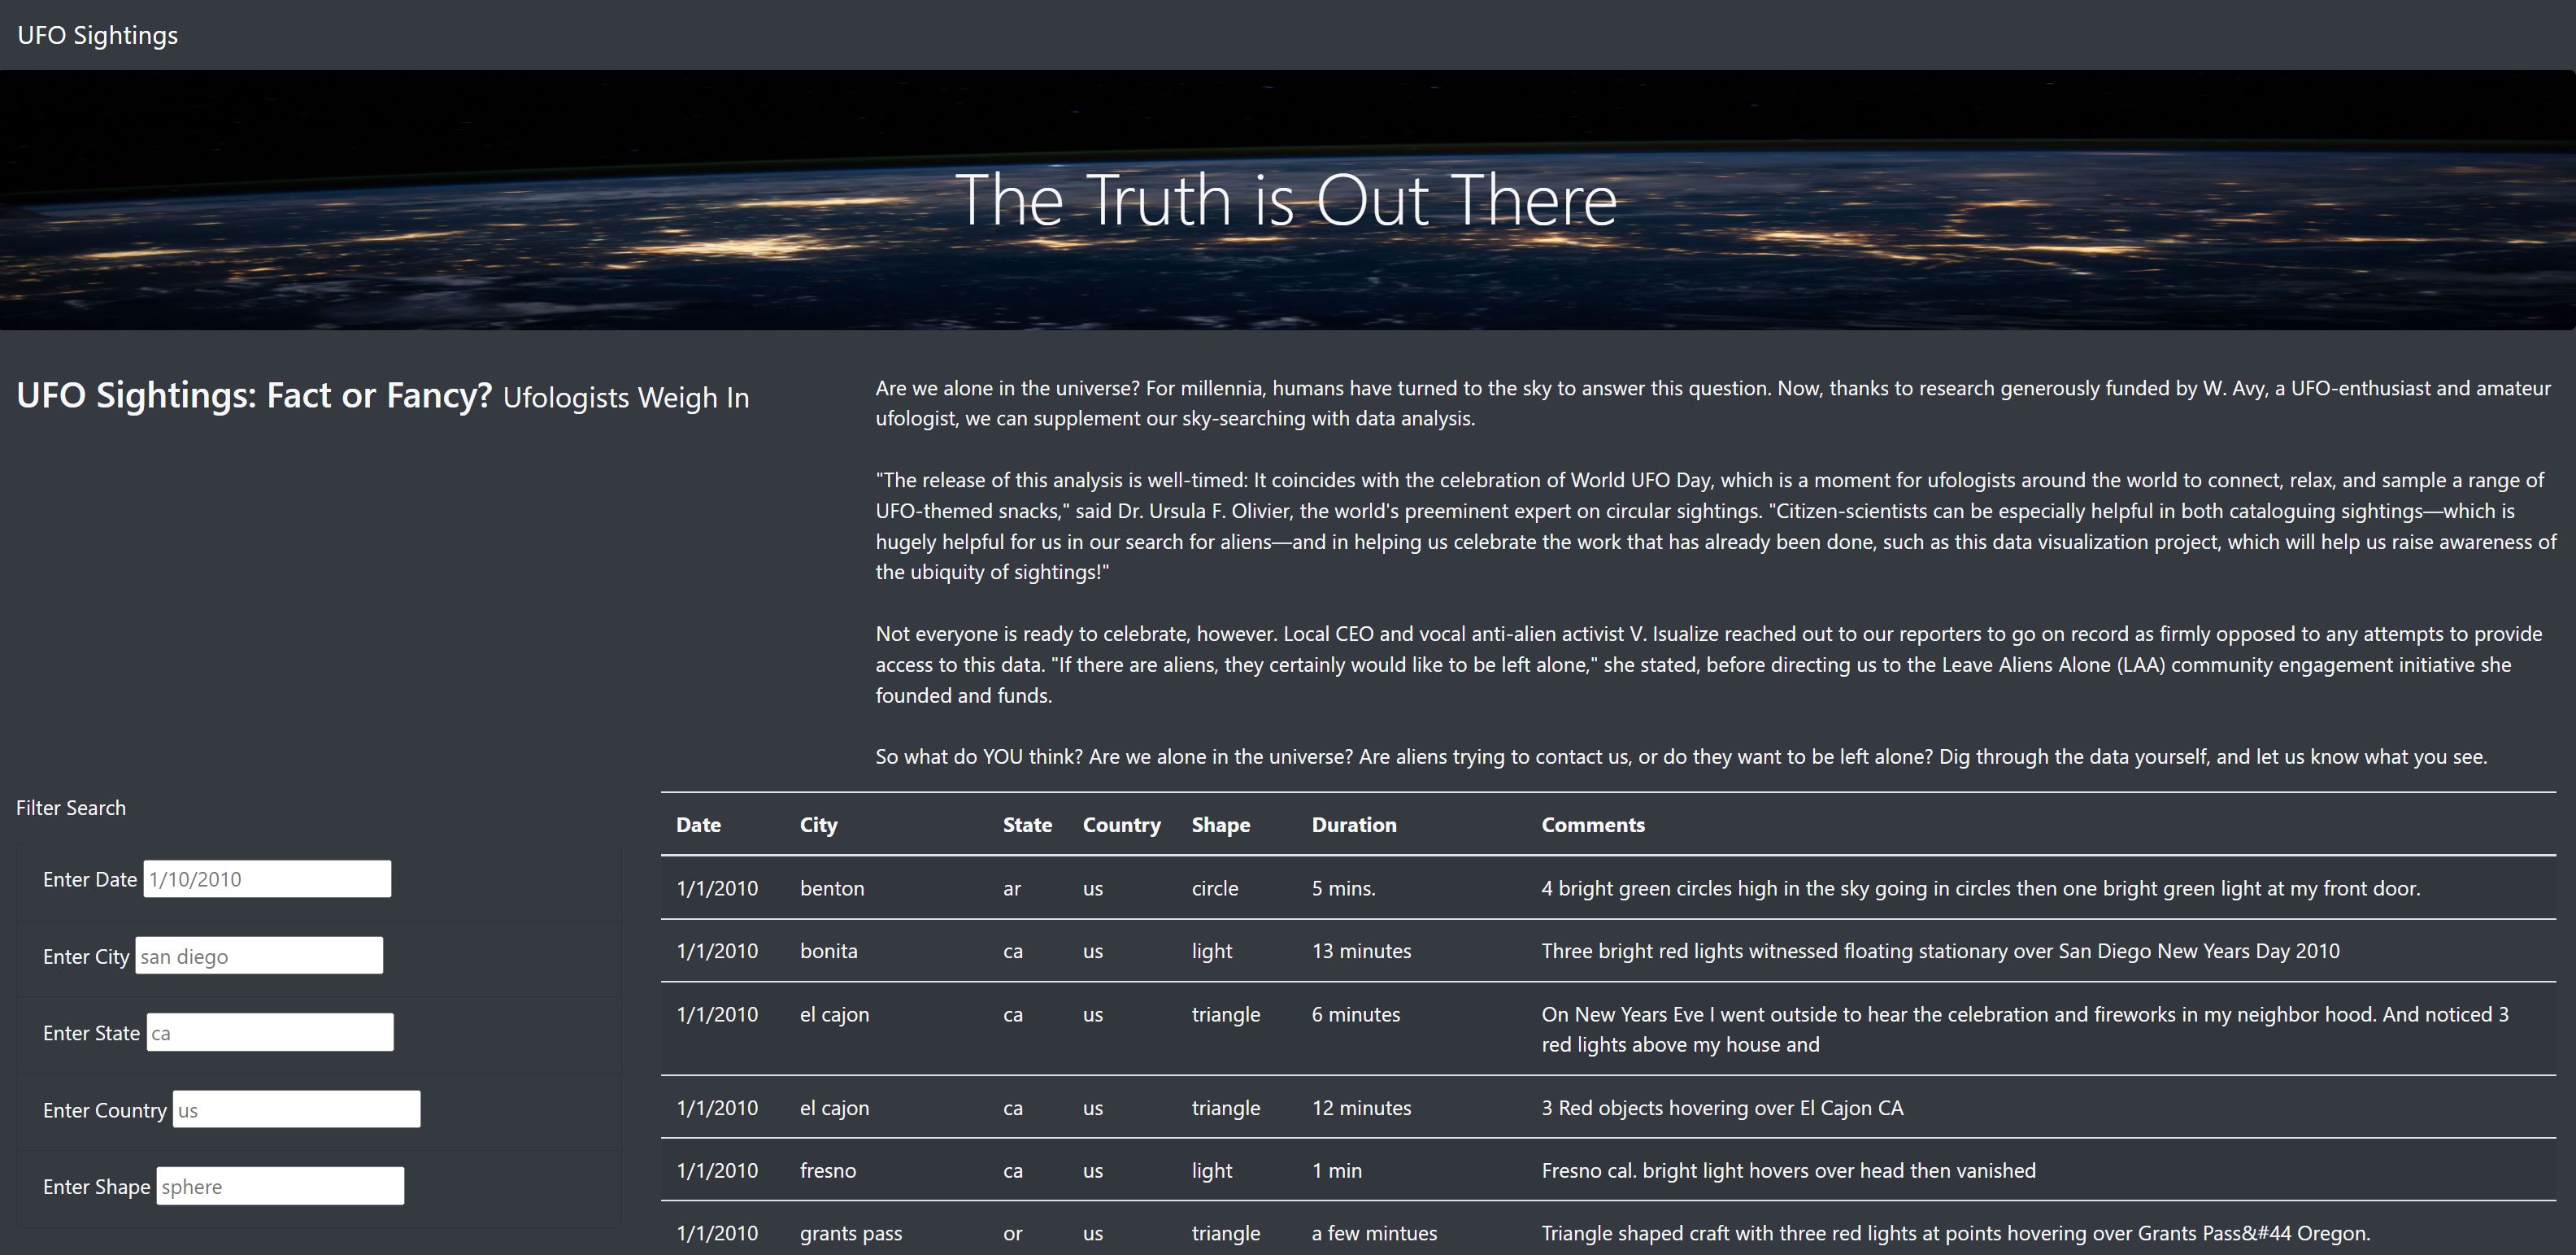 UFO Sightings
The Truth is Out There
UFO Sightings: Fact or Fancy? Ufologists Weigh In
Are we alone in the universe? For millennia, humans have turned to the sky to answer this question. Now, thanks to research generously funded by W. Avy, a UFO-enthusiast and amateur
ufologist, we can supplement our sky-searching with data analysis.
"The release of this analysis is well-timed: It coincides with the celebration of World UFO Day, which is a moment for ufologists around the world to connect, relax, and sample a range of
UFO-themed snacks," said Dr. Ursula F. Olivier, the world's preeminent expert on circular sightings. "Citizen-scientists can be especially helpful in both cataloguing sightings—which is
hugely helpful for us in our search for aliens—and in helping us celebrate the work that has already been done, such as this data visualization project, which will help us raise awareness of
the ubiquity of sightings!"
Not everyone is ready to celebrate, however. Local CEO and vocal anti-alien activist V. Isualize reached out to our reporters to go on record as firmly opposed to any attempts to provide
access to this data. "If there are aliens, they certainly would like to be left alone," she stated, before directing us to the Leave Aliens Alone (LAA) community engagement initiative she
founded and funds.
So what do YOU think? Are we alone in the universe? Are aliens trying to contact us, or do they want to be left alone? Dig through the data yourself, and let us know what you see.
Filter Search
Enter Date 1/10/2010
Enter City san diego
Enter State ca
Enter Country us
Enter Shape sphere
Date City State Country Shape Duration Comments
1/1/2010 benton ar us circle 5 mins. 4 bright green circles high in the sky going in circles then one bright green light at my front door.
1/1/2010 bonita ca us light 13 minutes Three bright red lights witnessed floating stationary over San Diego New Years Day 2010
1/1/2010 el cajon ca us triangle 6 minutes On New Years Eve I went outside to hear the celebration and fireworks in my neighbor hood. And noticed 3
red lights above my house and
1/1/2010 el cajon ca us triangle 12 minutes 3 Red objects hovering over El Cajon CA
1/1/2010 fresno ca us light 1 min Fresno cal. bright light hovers over head then vanished
1/1/2010 grants pass or us triangle a few mintues Triangle shaped craft with three red lights at points hovering over Grants Pass&#44 Oregon.